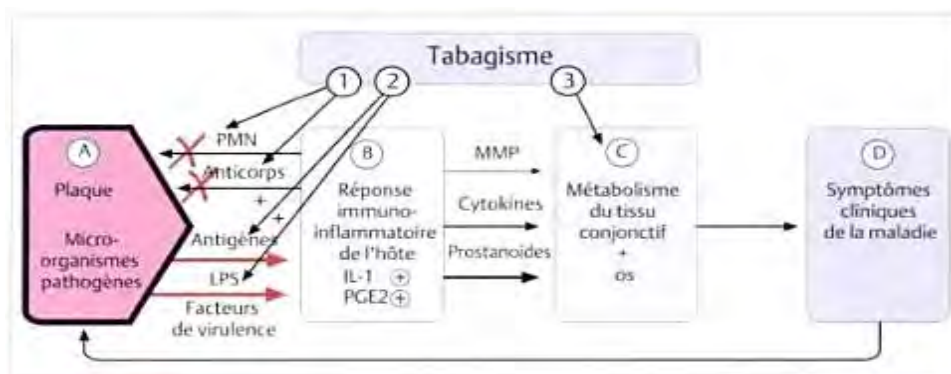 Tabagisme
1
2
3
A
Plaque
Micro-
organismes
pathogènes
PMN
Anticorps
+
+
Antigènes
LPS
Facteurs
de virulence
B
Réponse
immuno-
inflammatoire
de l'hôte
IL-1 +
PGE2 +
MMP
Cytokines
Prostanoïdes
C
Métabolisme
du tissu
conjonctif
+
os
D
Symptômes
cliniques
de la maladie